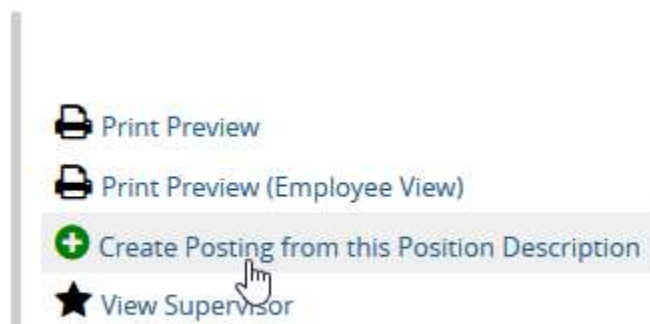 Print Preview
Print Preview (Employee View)
Create Posting from this Position Description
View Supervisor